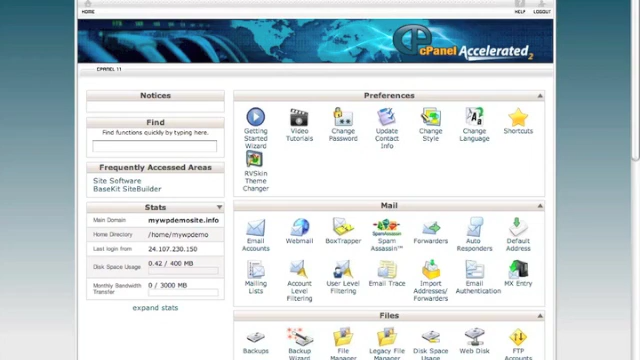 HOME
HELP
LOGOUT
cPanel Accelerated2
CPANEL 11
Notices
Find
Find functions quickly by typing here.
Frequently Accessed Areas
Site Software
BaseKit SiteBuilder
Stats
Main Domain mywpdemosite.info
Home Directory /home/mywpdemo
Last login from 24.107.230.150
Disk Space Usage 0.42 / 400 MB
Monthly Bandwidth Transfer 0 / 3000 MB
expand stats
Preferences
Getting Started Wizard
Video Tutorials
Change Password
Update Contact Info
Change Style
Change Language
Shortcuts
RVSkin Theme Changer
Mail
Email Accounts
Webmail
BoxTrapper
Spam Assassin™
Forwarders
Auto Responders
Default Address
Mailing Lists
Account Level Filtering
User Level Filtering
Email Trace
Import Addresses/ Forwarders
Email Authentication
MX Entry
Files
Backups
Backup Wizard
File Manager
Legacy File Manager
Disk Space Usage
Web Disk
FTP Accounts